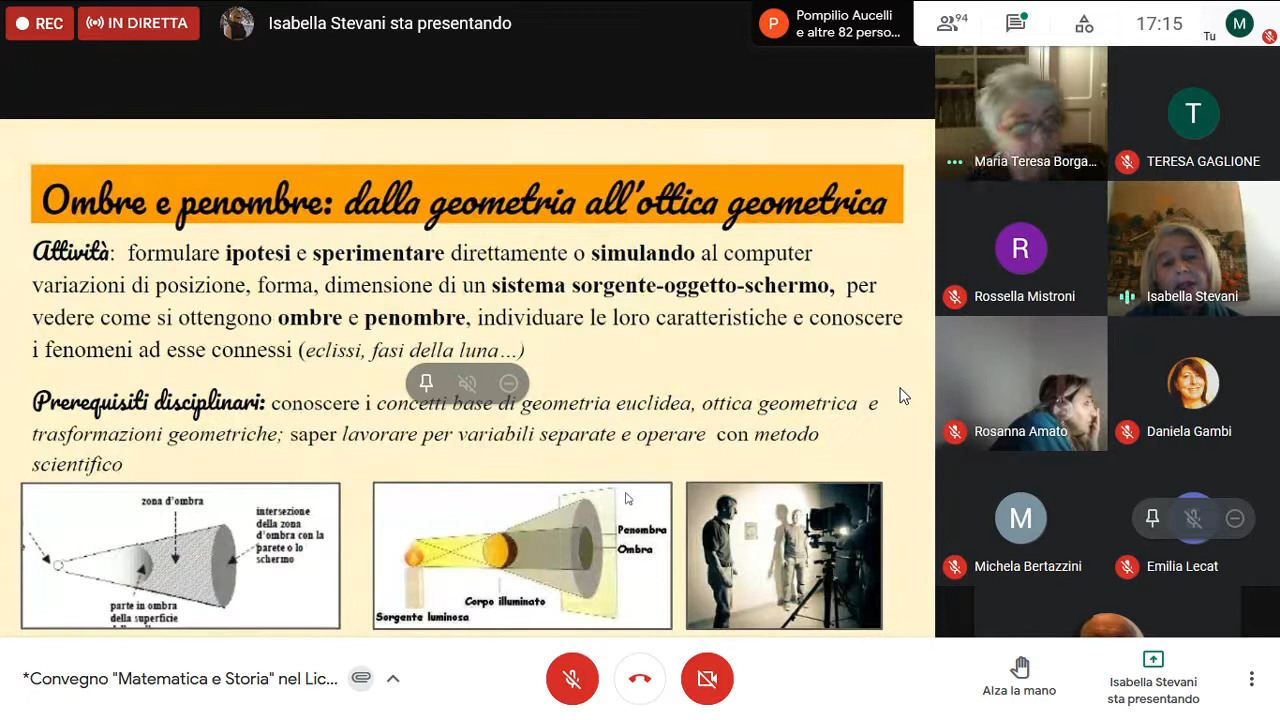 REC
IN DIRETTA
Isabella Stevani sta presentando
P
Pompilio Aucelli
e altre 82 perso...
94
17:15
Tu
M
Ombre e penombre: dalla geometria all'ottica geometrica
Attività: formulare ipotesi e sperimentare direttamente o simulando al computer
variazioni di posizione, forma, dimensione di un sistema sorgente-oggetto-schermo, per
vedere come si ottengono ombre e penombre, individuare le loro caratteristiche e conoscere
i fenomeni ad esse connessi (eclissi, fasi della luna…)
Prerequisiti disciplinari: conoscere i concetti base di geometria euclidea, ottica geometrica e
trasformazioni geometriche; saper lavorare per variabili separate e operare con metodo
scientifico
zona d'ombra
intersezione
della zona
d'ombra con la
parete o lo
schermo
parte in ombra
della superficie
Penombra
Ombra
Corpo illuminato
Sorgente luminosa
Maria Teresa Borga...
T
TERESA GAGLIONE
R
Rossella Mistroni
Isabella Stevani
Rosanna Amato
Daniela Gambi
M
Michela Bertazzini
Emilia Lecat
*Convegno "Matematica e Storia" nel Lic...
Alza la mano
Isabella Stevani
sta presentando